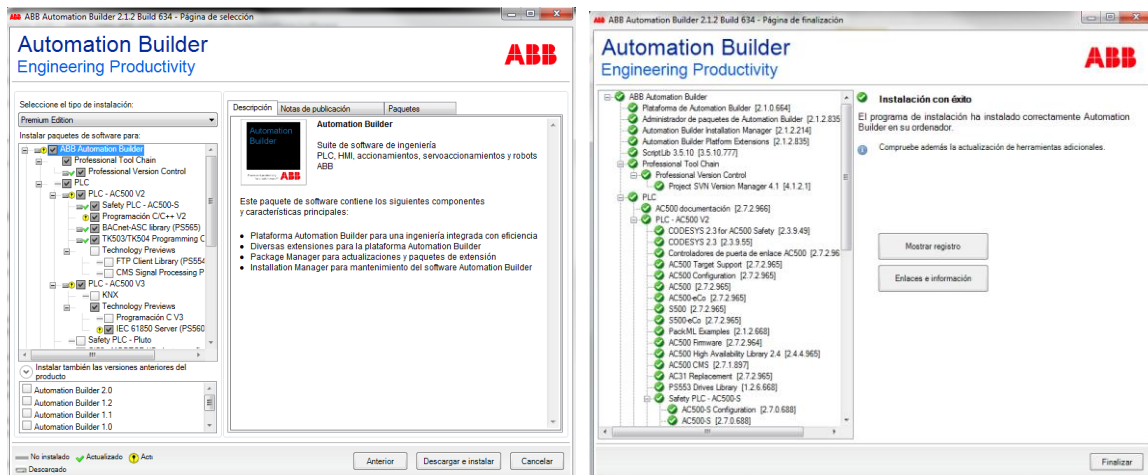 ABB Automation Builder 2.1.2 Build 634 - Página de selección
Automation Builder
Engineering Productivity
ABB
Seleccione el tipo de instalación:
Premium Edition
Instalar paquetes de software para:
ABB Automation Builder
Professional Tool Chain
Professional Version Control
PLC
PLC - AC500 V2
Safety PLC - AC500-S
Programación C/C++ V2
BACnet-ASC library (PS565)
TK503/TK504 Programming C
Technology Previews
FTP Client Library (PS554
CMS Signal Processing P
PLC - AC500 V3
KNX
Technology Previews
Programación C V3
IEC 61850 Server (PS560
Safety PLC - Pluto
Instalar también las versiones anteriores del
producto
Automation Builder 2.0
Automation Builder 1.2
Automation Builder 1.1
Automation Builder 1.0
Descripción Notas de publicación Paquetes
Automation
Builder
ABB
Automation Builder
Suite de software de ingeniería
PLC, HMI, accionamientos, servoaccionamientos y robots
ABB
Este paquete de software contiene los siguientes componentes
y características principales:
• Plataforma Automation Builder para una ingeniería integrada con eficiencia
• Diversas extensiones para la plataforma Automation Builder
• Package Manager para actualizaciones y paquetes de extensión
• Installation Manager para mantenimiento del software Automation Builder
No instalado Actualizado Acti
Descargado
Anterior Descargar e instalar Cancelar
ABB Automation Builder 2.1.2 Build 634 - Página de finalización
Automation Builder
Engineering Productivity
ABB
ABB Automation Builder
Plataforma de Automation Builder [2.1.0.664]
Administrador de paquetes de Automation Builder [2.1.2.835
Automation Builder Installation Manager [2.1.2.214]
Automation Builder Platform Extensions [2.1.2.835]
ScriptLib 3.5.10 [3.5.10.777]
Professional Tool Chain
Professional Version Control
Project SVN Version Manager 4.1 [4.1.2.1]
PLC
AC500 documentación [2.7.2.966]
PLC - AC500 V2
CODESYS 2.3 for AC500 Safety [2.3.9.49]
CODESYS 2.3 [2.3.9.55]
Controladores de puerta de enlace AC500 [2.7.2.96
AC500 Target Support [2.7.2.965]
AC500 Configuration [2.7.2.965]
AC500 [2.7.2.965]
AC500-eCo [2.7.2.965]
S500 [2.7.2.965]
S500-eCo [2.7.2.965]
PackML Examples [2.1.2.668]
AC500 Firmware [2.7.2.964]
AC500 High Availability Library 2.4 [2.4.4.965]
AC500 CMS [2.7.1.897]
AC31 Replacement [2.7.2.965]
PS553 Drives Library [1.2.6.668]
Safety PLC - AC500-S
AC500-S Configuration [2.7.0.688]
AC500-S [2.7.0.688]
Instalación con éxito
El programa de instalación ha instalado correctamente Automation
Builder en su ordenador.
Compruebe además la actualización de herramientas adicionales.
Mostrar registro
Enlaces e información
Finalizar